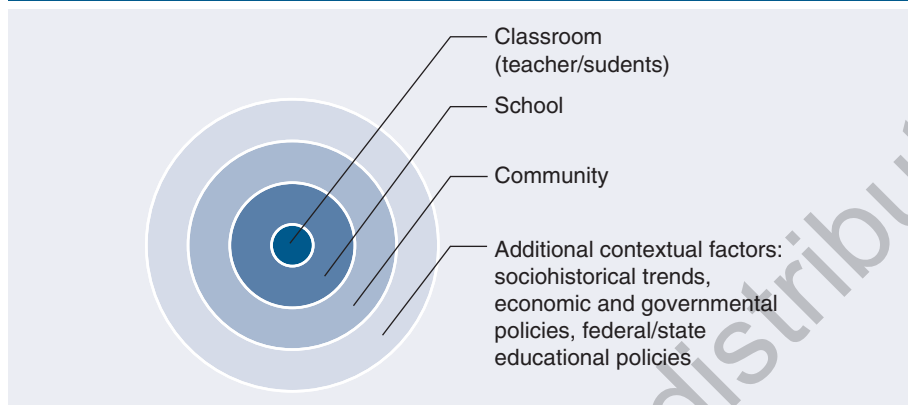 Classroom
(teacher/sudents)
School
Community
Additional contextual factors:
sociohistorical trends,
economic and governmental
policies, federal/state
educational policies
distribu